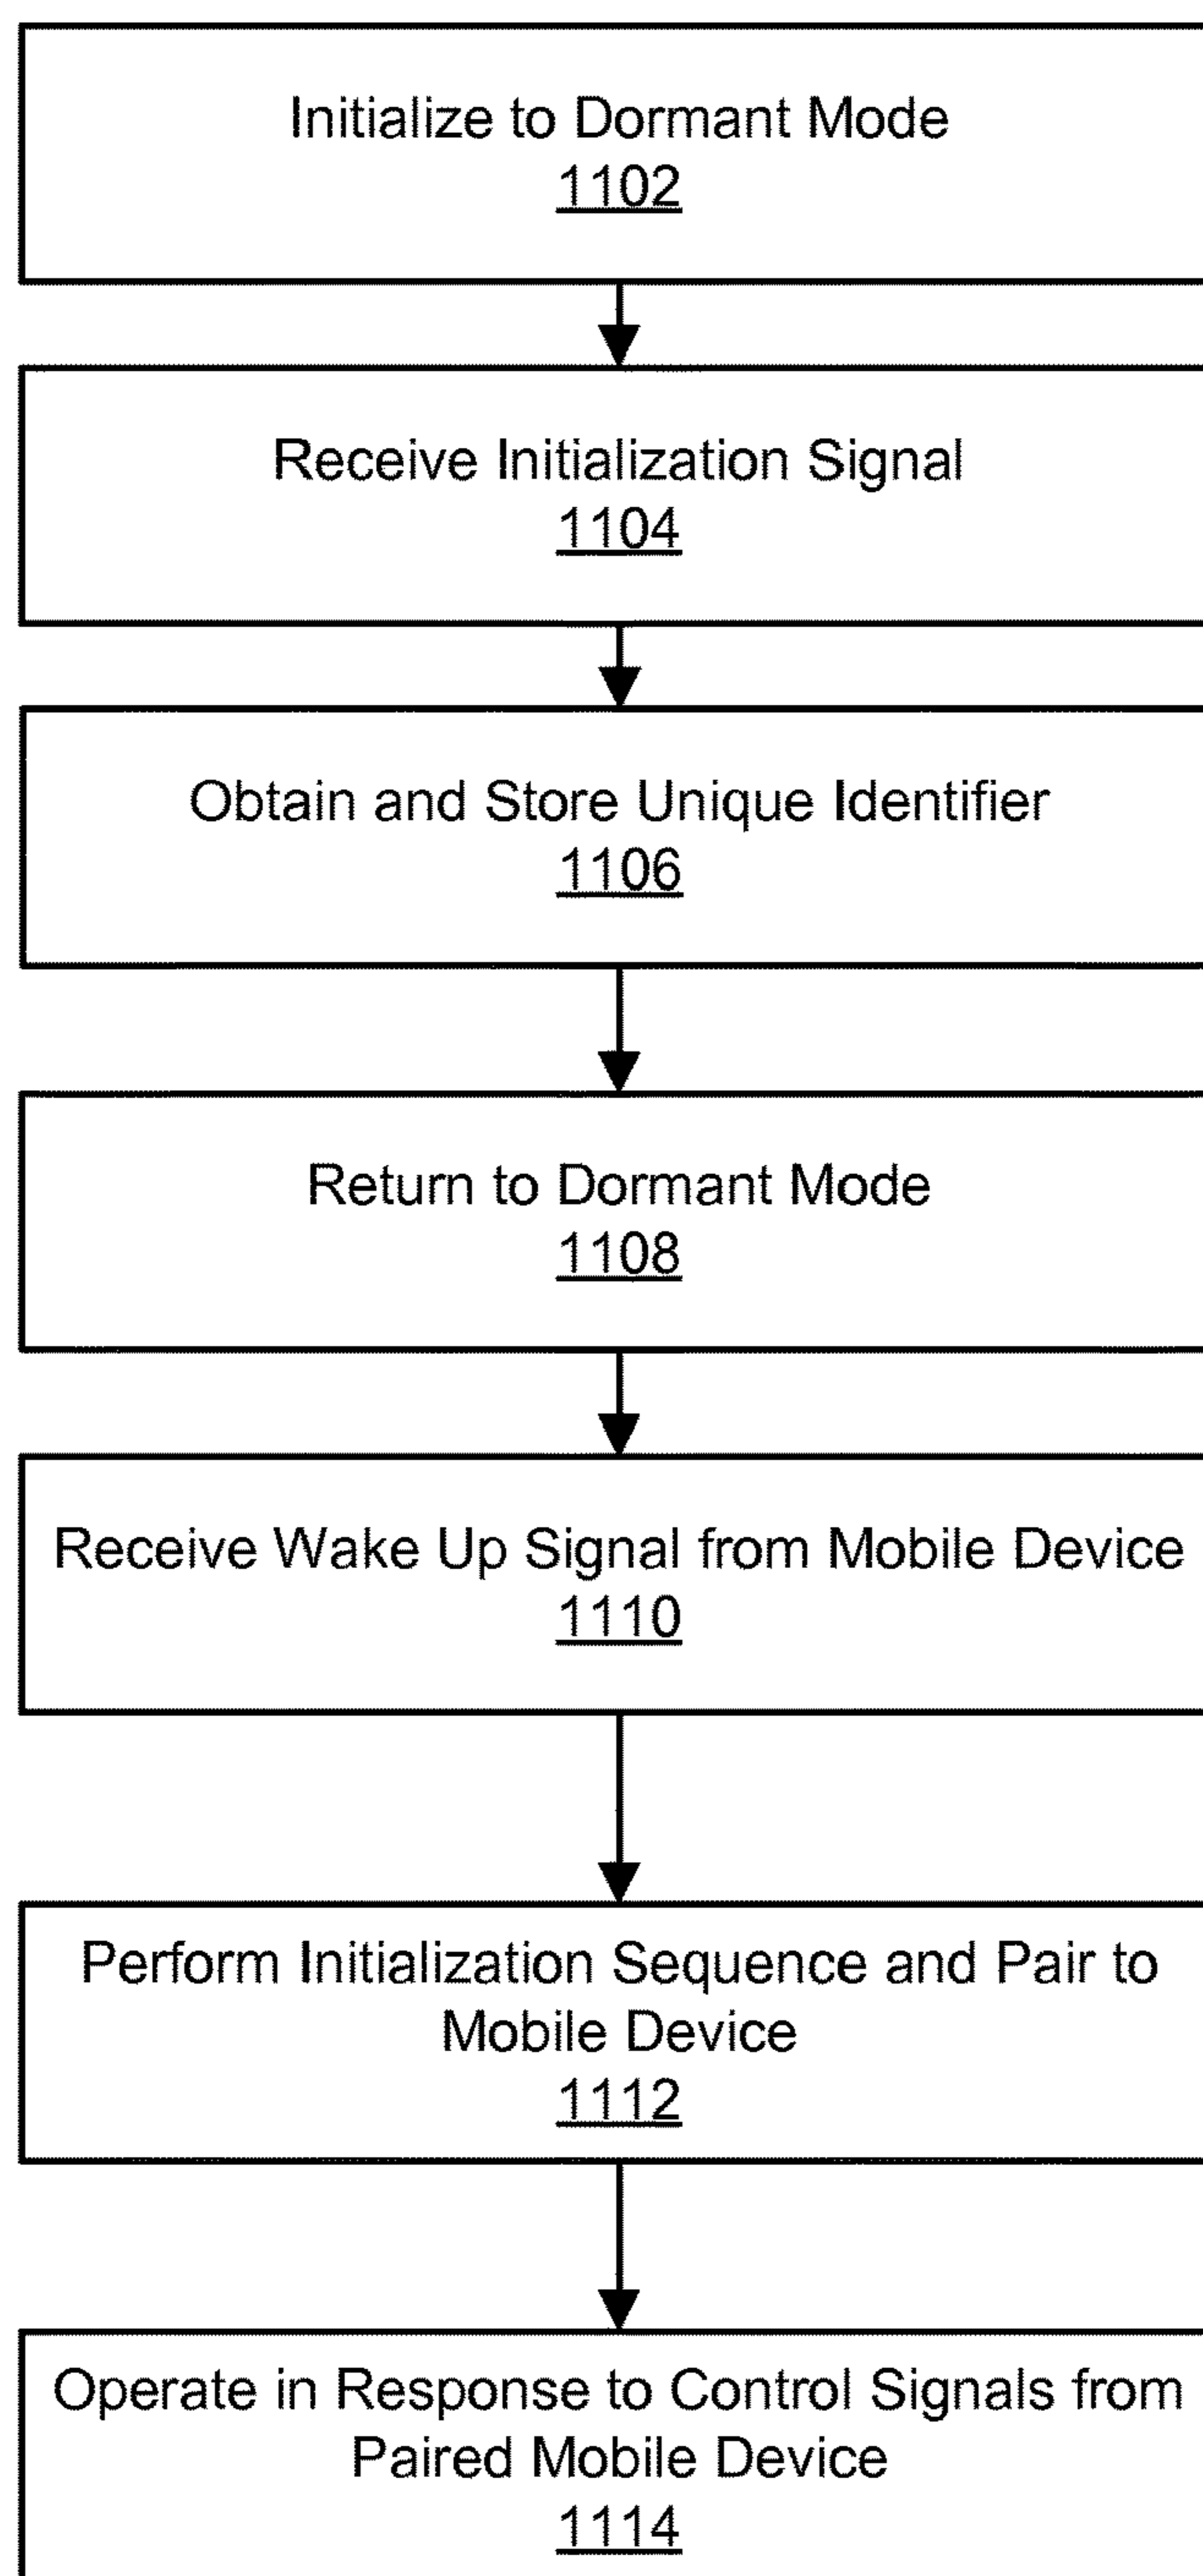 Initialize to Dormant Mode
1102
Receive Initialization Signal
1104
Obtain and Store Unique Identifier
1106
Return to Dormant Mode
1108
Receive Wake Up Signal from Mobile Device
1110
Perform Initialization Sequence and Pair to
Mobile Device
1112
Operate in Response to Control Signals from
Paired Mobile Device
1114